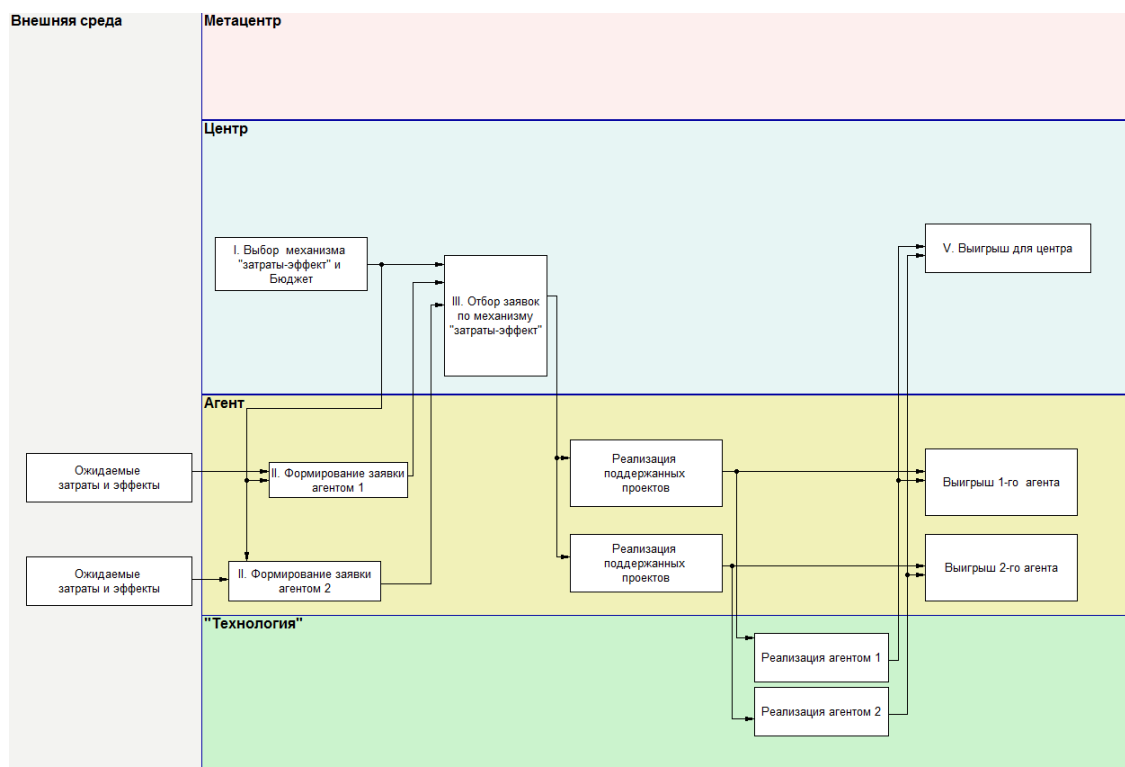 Внешняя среда
Метацентр
Центр
I. Выбор механизма
"затраты-эффект" и
Бюджет
III. Отбор заявок
по механизму
"затраты-эффект"
V. Выигрыш для центра
Агент
Ожидаемые
затраты и эффекты
II. Формирование заявки
агентом 1
Реализация
поддержанных
проектов
Выигрыш 1-го агента
Ожидаемые
затраты и эффекты
II. Формирование заявки
агентом 2
Реализация
поддержанных
проектов
Выигрыш 2-го агента
"Технология"
Реализация агентом 1
Реализация агентом 2